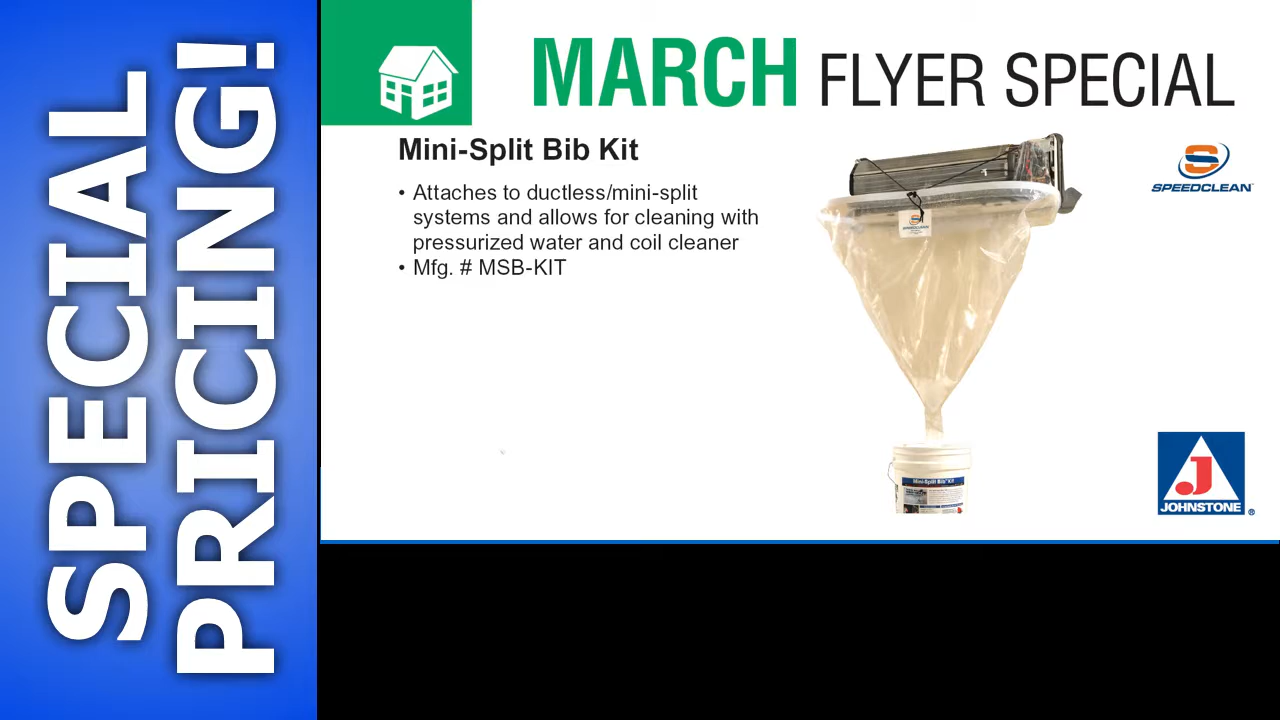 SPECIAL
PRICING!
MARCH FLYER SPECIAL
Mini-Split Bib Kit
• Attaches to ductless/mini-split
systems and allows for cleaning with
pressurized water and coil cleaner
• Mfg. # MSB-KIT
S
SPEEDCLEAN
Mini-Split Bib Kit
J
JOHNSTONE®